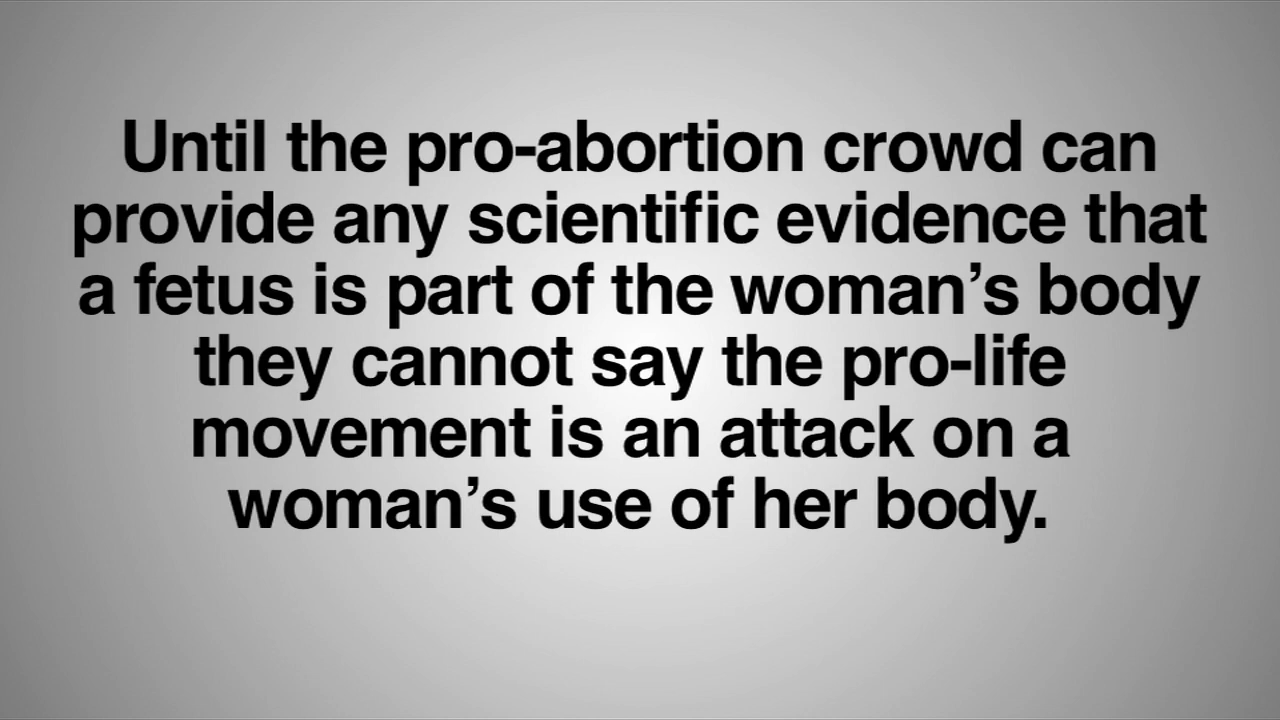 Until the pro-abortion crowd can
provide any scientific evidence that
a fetus is part of the woman’s body
they cannot say the pro-life
movement is an attack on a
woman’s use of her body.